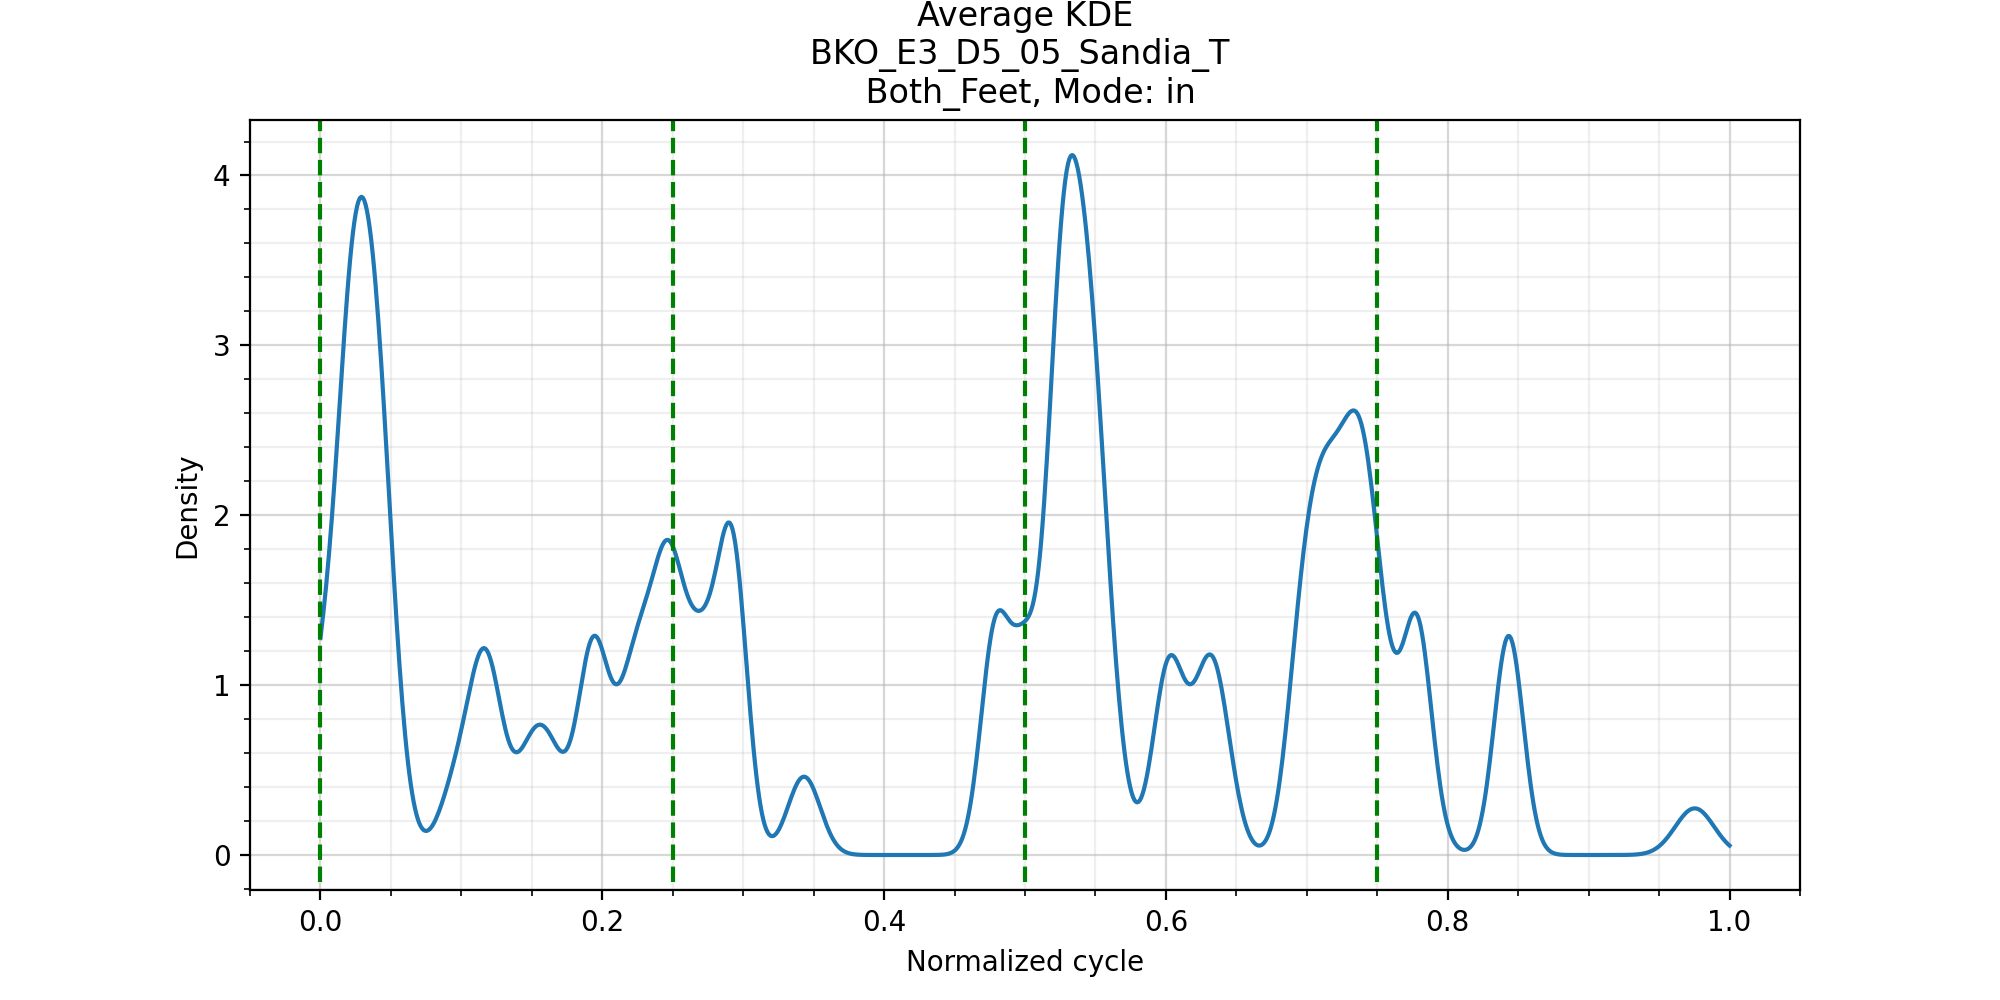 Average KDE
BKO_E3_D5_05_Sandia_T
Both_Feet, Mode: in
4
3
2
1
0
Density
0.0 0.2 0.4 0.6 0.8 1.0
Normalized cycle